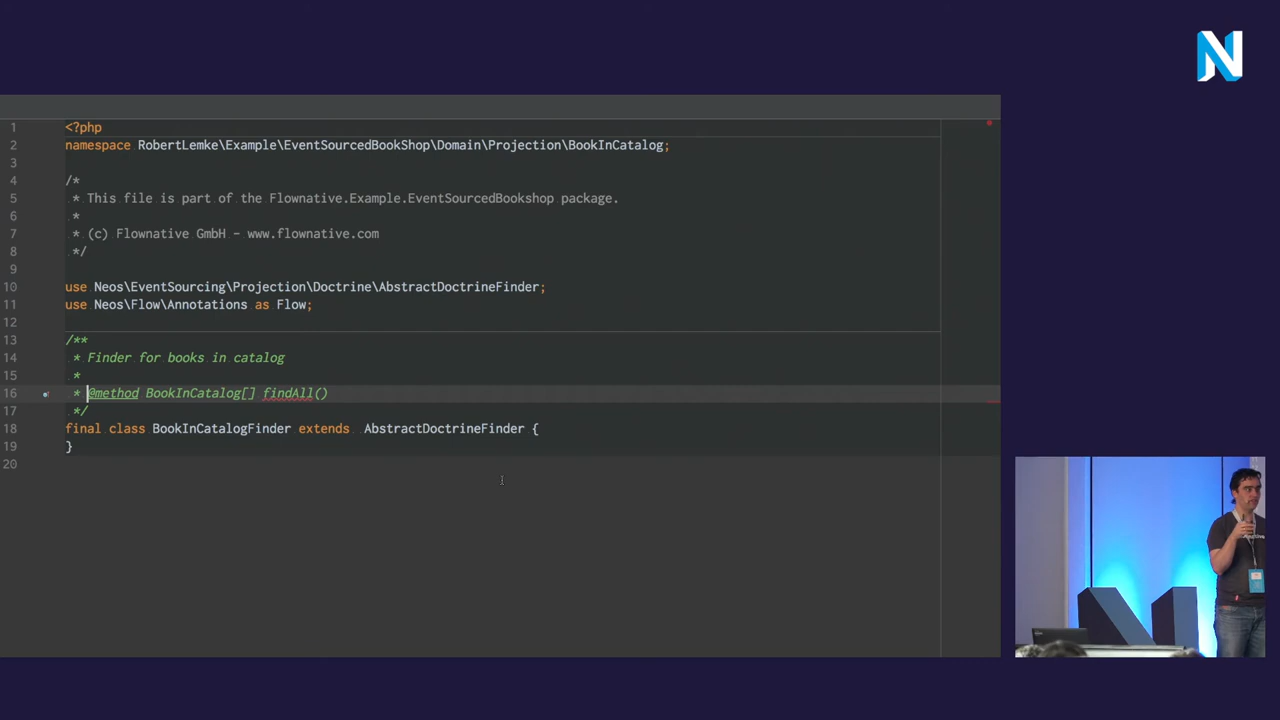 N
1 <?php
2 namespace RobertLemke\Example\EventSourcedBookShop\Domain\Projection\BookInCatalog;
3
4 /*
5 * This file is part of the Flownative.Example.EventSourcedBookshop package.
6 *
7 * (c) Flownative GmbH - www.flownative.com
8 */
9
10 use Neos\EventSourcing\Projection\Doctrine\AbstractDoctrineFinder;
11 use Neos\Flow\Annotations as Flow;
12
13 /**
14 * Finder for books in catalog
15 *
16 * @method BookInCatalog[] findAll()
17 */
18 final class BookInCatalogFinder extends AbstractDoctrineFinder {
19 }
20